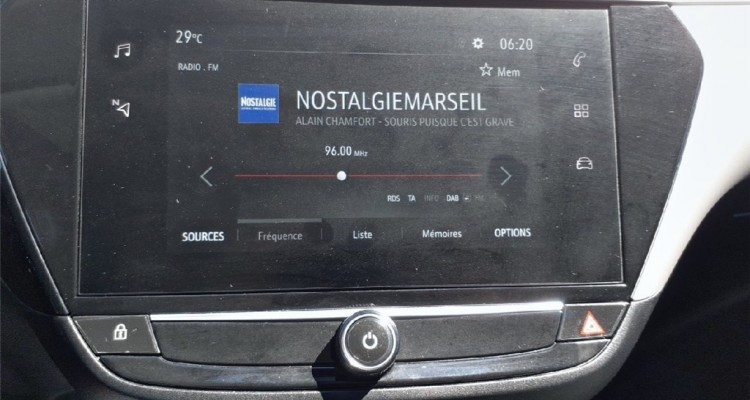 29°C 06:20
RADIO . FM
Mem
N
NOSTALGIE
NOSTALGIEMARSEIL
ALAIN CHAMFORT - SOURIS PUISQUE C'EST GRAVE
96.00 MHz
RDS TA INFO DAB
SOURCES Fréquence Liste Mémoires OPTIONS